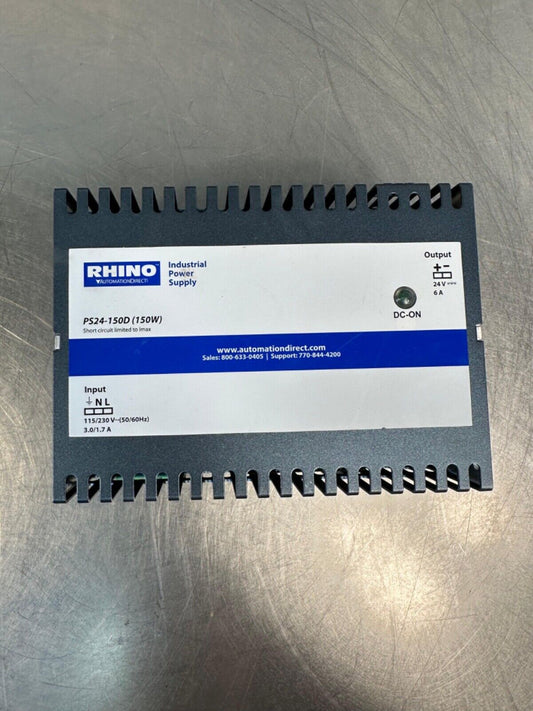 RHINO
AUTOMATIONDIRECT
Industrial
Power
Supply
PS24-150D (150W)
Short circuit limited to Imax
Output
+ −
24 V ⎓
6 A
DC-ON
www.automationdirect.com
Sales: 800-633-0405 | Support: 770-844-4200
Input
⏚ N L
115/230 V~(50/60Hz)
3.0/1.7 A